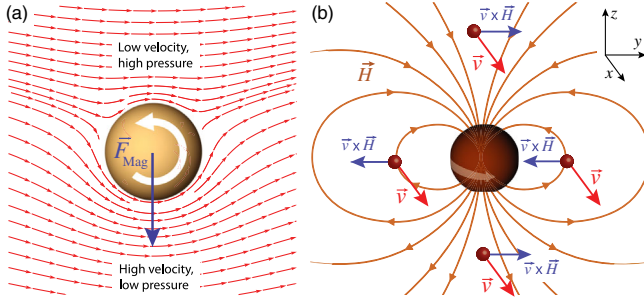 (a)
Low velocity,
high pressure
F⃗Mag
High velocity,
low pressure
(b)
v⃗ x H⃗
z
y
x
H⃗
v⃗
v⃗ x H⃗
v⃗ x H⃗
v⃗
v⃗
v⃗ x H⃗
v⃗